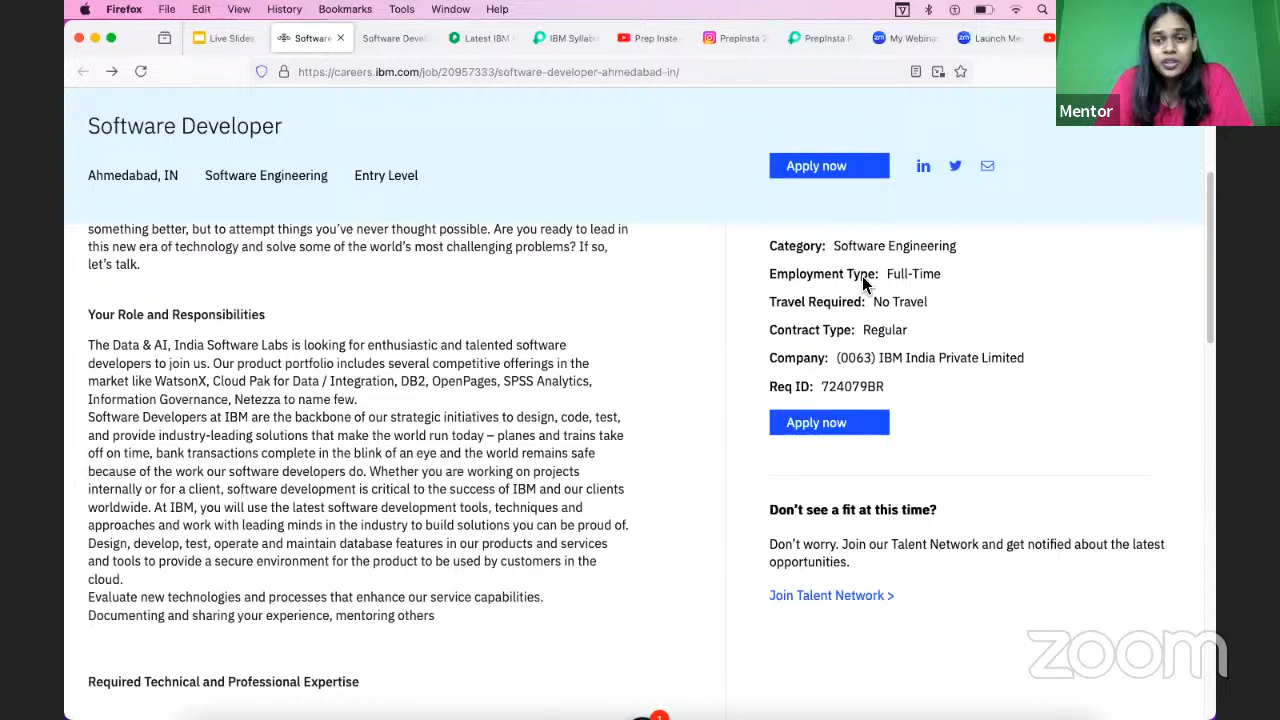 Firefox File Edit View History Bookmarks Tools Window Help
Live Slides
Software
Software Devel
Latest IBM
IBM Syllabu
Prep Insta
PrepInsta 2
PrepInsta P
My Webina
Launch Me
https://careers.ibm.com/job/20957333/software-developer-ahmedabad-in/
Mentor
Software Developer
Ahmedabad, IN Software Engineering Entry Level
Apply now
something better, but to attempt things you've never thought possible. Are you ready to lead in
this new era of technology and solve some of the world's most challenging problems? If so,
let's talk.
Your Role and Responsibilities
The Data & AI, India Software Labs is looking for enthusiastic and talented software
developers to join us. Our product portfolio includes several competitive offerings in the
market like WatsonX, Cloud Pak for Data / Integration, DB2, OpenPages, SPSS Analytics,
Information Governance, Netezza to name few.
Software Developers at IBM are the backbone of our strategic initiatives to design, code, test,
and provide industry-leading solutions that make the world run today – planes and trains take
off on time, bank transactions complete in the blink of an eye and the world remains safe
because of the work our software developers do. Whether you are working on projects
internally or for a client, software development is critical to the success of IBM and our clients
worldwide. At IBM, you will use the latest software development tools, techniques and
approaches and work with leading minds in the industry to build solutions you can be proud of.
Design, develop, test, operate and maintain database features in our products and services
and tools to provide a secure environment for the product to be used by customers in the
cloud.
Evaluate new technologies and processes that enhance our service capabilities.
Documenting and sharing your experience, mentoring others
Required Technical and Professional Expertise
Category: Software Engineering
Employment Type: Full-Time
Travel Required: No Travel
Contract Type: Regular
Company: (0063) IBM India Private Limited
Req ID: 724079BR
Apply now
Don't see a fit at this time?
Don't worry. Join our Talent Network and get notified about the latest
opportunities.
Join Talent Network >
zoom
1